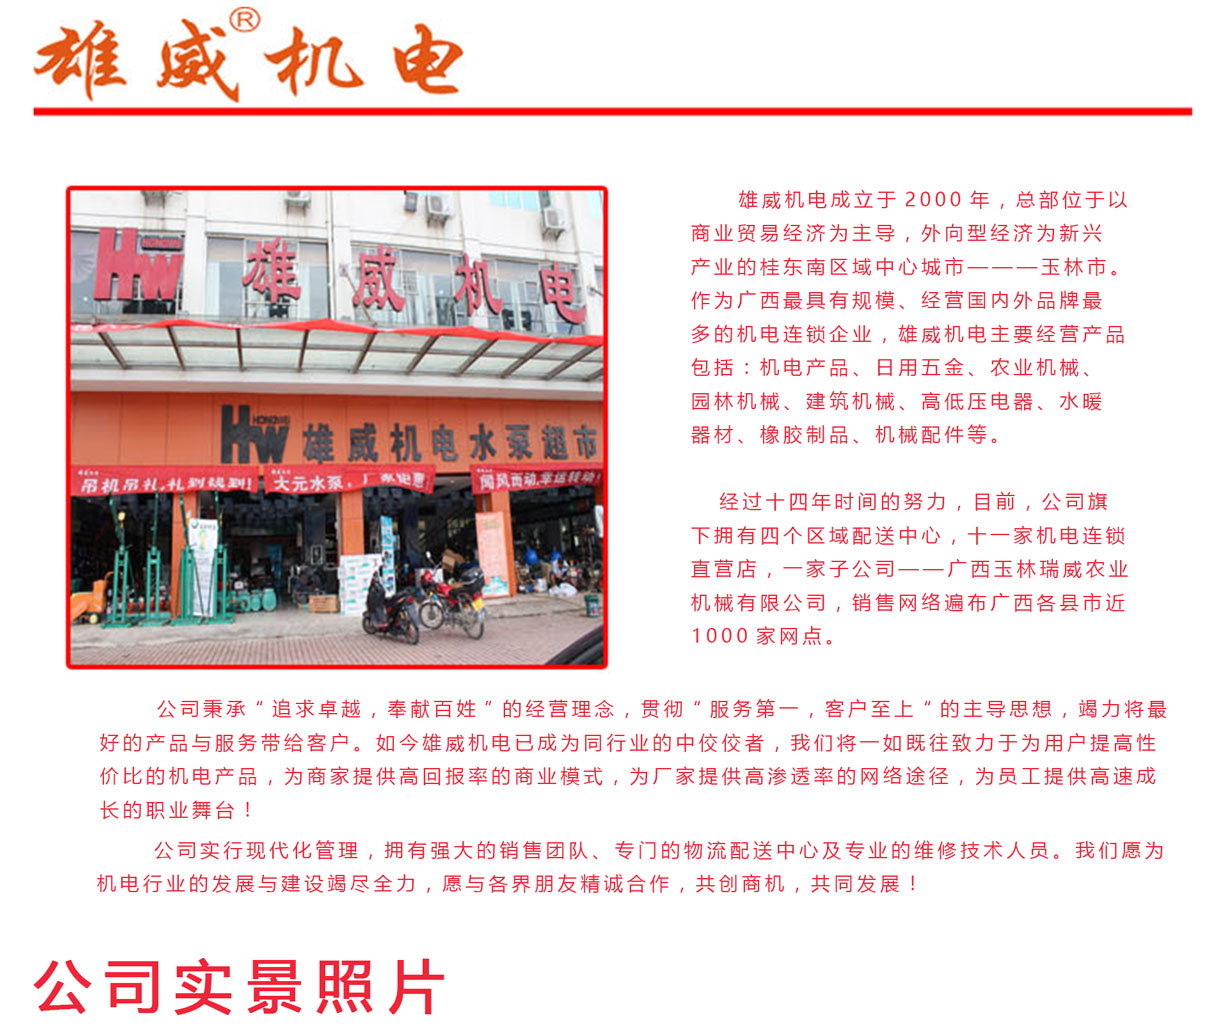 雄威®机电
HW HONGWEI 雄威机电
HW HONGWEI 雄威机电水泵超市
吊机吊礼,礼到钱到!
大元水泵,厂家钜惠
闻风而动,幸运转动!
雄威机电成立于 2000 年，总部位于以
商业贸易经济为主导，外向型经济为新兴
产业的桂东南区域中心城市———玉林市。
作为广西最具有规模、经营国内外品牌最
多的机电连锁企业，雄威机电主要经营产品
包括：机电产品、日用五金、农业机械、
园林机械、建筑机械、高低压电器、水暖
器材、橡胶制品、机械配件等。
经过十四年时间的努力，目前，公司旗
下拥有四个区域配送中心，十一家机电连锁
直营店，一家子公司——广西玉林瑞威农业
机械有限公司，销售网络遍布广西各县市近
1000 家网点。
公司秉承“ 追求卓越，奉献百姓 ”的经营理念，贯彻“ 服务第一，客户至上 “的主导思想，竭力将最
好的产品与服务带给客户。如今雄威机电已成为同行业的中佼佼者，我们将一如既往致力于为用户提高性
价比的机电产品，为商家提供高回报率的商业模式，为厂家提供高渗透率的网络途径，为员工提供高速成
长的职业舞台！
公司实行现代化管理，拥有强大的销售团队、专门的物流配送中心及专业的维修技术人员。我们愿为
机电行业的发展与建设竭尽全力，愿与各界朋友精诚合作，共创商机，共同发展！
公司实景照片